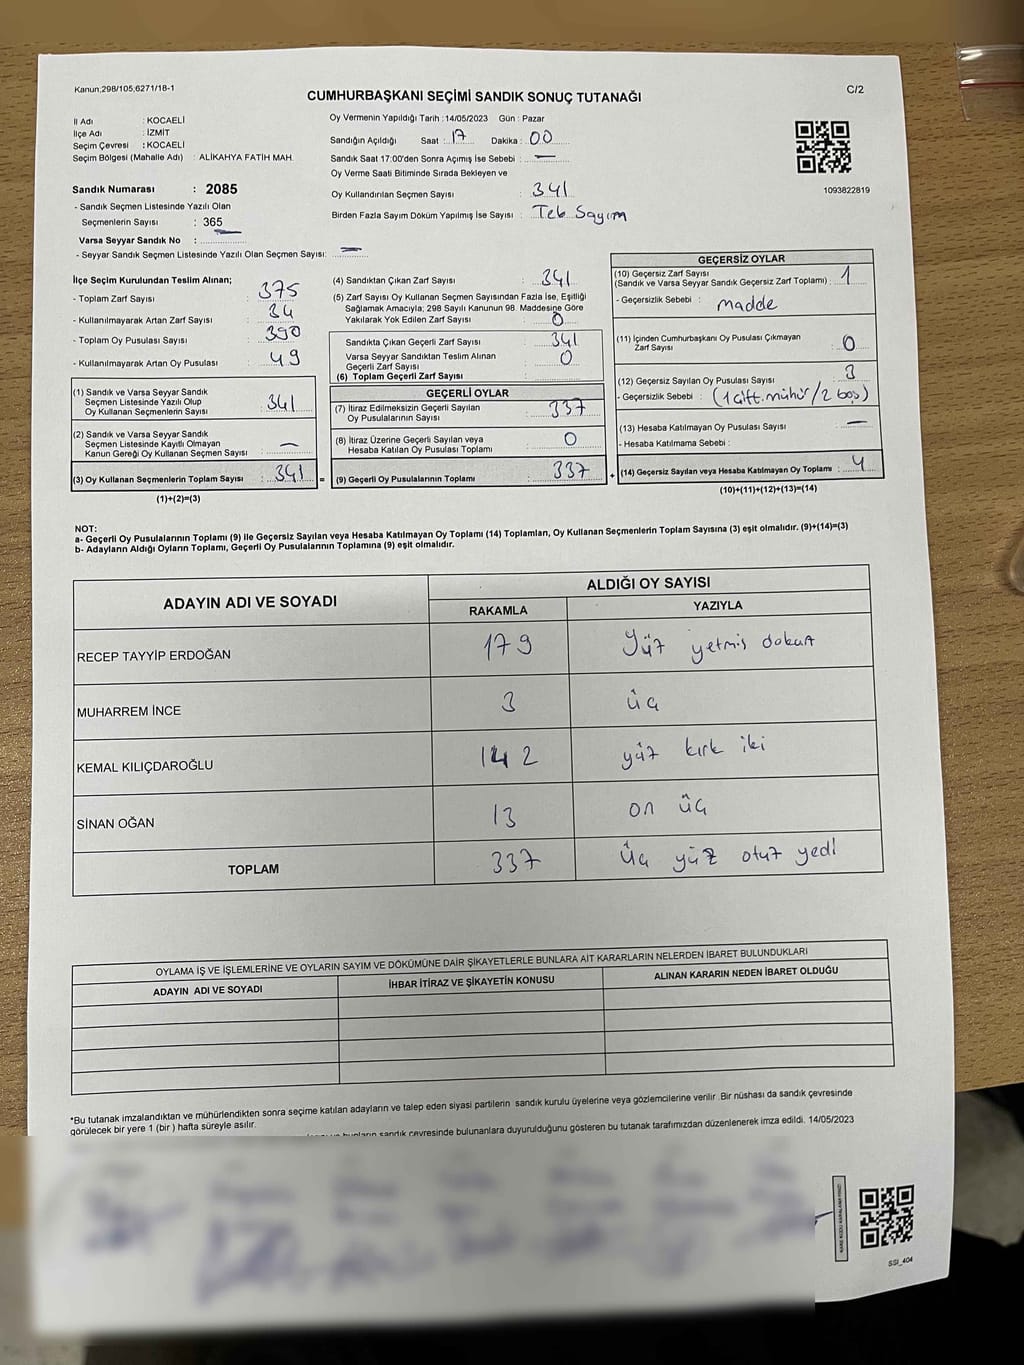 Kanun,298/105,6271/18-1
C/2
CUMHURBAŞKANI SEÇİMİ SANDIK SONUÇ TUTANAĞI
İl Adı : KOCAELİ
İlçe Adı : İZMİT
Seçim Çevresi : KOCAELİ
Seçim Bölgesi (Mahalle Adı) : ALİKAHYA FATİH MAH.
Sandık Numarası : 2085
- Sandık Seçmen Listesinde Yazılı Olan
Seçmenlerin Sayısı : 365
Varsa Seyyar Sandık No :
- Seyyar Sandık Seçmen Listesinde Yazılı Olan Seçmen Sayısı: —
Oy Vermenin Yapıldığı Tarih : 14/05/2023 Gün : Pazar
Sandığın Açıldığı Saat : 17 Dakika : 00
Sandık Saat 17:00'den Sonra Açımış İse Sebebi : —
Oy Verme Saati Bitiminde Sırada Bekleyen ve
Oy Kullandırılan Seçmen Sayısı : 341
Birden Fazla Sayım Döküm Yapılmış İse Sayısı : Tek Sayım
1093822819
İlçe Seçim Kurulundan Teslim Alınan;
- Toplam Zarf Sayısı : 375
- Kullanılmayarak Artan Zarf Sayısı : 34
- Toplam Oy Pusulası Sayısı : 390
- Kullanılmayarak Artan Oy Pusulası : 49
(1) Sandık ve Varsa Seyyar Sandık
Seçmen Listesinde Yazılı Olup
Oy Kullanan Seçmenlerin Sayısı : 341
(2) Sandık ve Varsa Seyyar Sandık
Seçmen Listesinde Kayıtlı Olmayan
Kanun Gereği Oy Kullanan Seçmen Sayısı : —
(3) Oy Kullanan Seçmenlerin Toplam Sayısı : 341 =
(1)+(2)=(3)
(4) Sandıktan Çıkan Zarf Sayısı : 341
(5) Zarf Sayısı Oy Kullanan Seçmen Sayısından Fazla İse, Eşitliği
Sağlamak Amacıyla; 298 Sayılı Kanunun 98. Maddesine Göre
Yakılarak Yok Edilen Zarf Sayısı : 0
Sandıkta Çıkan Geçerli Zarf Sayısı : 341
Varsa Seyyar Sandıktan Teslim Alınan
Geçerli Zarf Sayısı : 0
(6) Toplam Geçerli Zarf Sayısı :
GEÇERLİ OYLAR
(7) İtiraz Edilmeksizin Geçerli Sayılan
Oy Pusulalarının Sayısı : 337
(8) İtiraz Üzerine Geçerli Sayılan veya
Hesaba Katılan Oy Pusulası Toplamı : 0
(9) Geçerli Oy Pusulalarının Toplamı : 337 +
GEÇERSİZ OYLAR
(10) Geçersiz Zarf Sayısı
(Sandık ve Varsa Seyyar Sandık Geçersiz Zarf Toplamı) : 1
- Geçersizlik Sebebi : madde
(11) İçinden Cumhurbaşkanı Oy Pusulası Çıkmayan
Zarf Sayısı : 0
(12) Geçersiz Sayılan Oy Pusulası Sayısı : 3
- Geçersizlik Sebebi : (1 çift. mühür/2 boş)
(13) Hesaba Katılmayan Oy Pusulası Sayısı : —
- Hesaba Katılmama Sebebi :
(14) Geçersiz Sayılan veya Hesaba Katılmayan Oy Toplamı : 4
(10)+(11)+(12)+(13)=(14)
NOT:
a- Geçerli Oy Pusulalarının Toplamı (9) ile Geçersiz Sayılan veya Hesaba Katılmayan Oy Toplamı (14) Toplamları, Oy Kullanan Seçmenlerin Toplam Sayısına (3) eşit olmalıdır. (9)+(14)=(3)
b- Adayların Aldığı Oyların Toplamı, Geçerli Oy Pusulalarının Toplamına (9) eşit olmalıdır.
ADAYIN ADI VE SOYADI ALDIĞI OY SAYISI
RAKAMLA YAZIYLA
RECEP TAYYİP ERDOĞAN 179 Yüz yetmiş dokuz
MUHARREM İNCE 3 üç
KEMAL KILIÇDAROĞLU 142 yüz kırk iki
SİNAN OĞAN 13 on üç
TOPLAM 337 üç yüz otuz yedi
OYLAMA İŞ VE İŞLEMLERİNE VE OYLARIN SAYIM VE DÖKÜMÜNE DAİR ŞİKAYETLERLE BUNLARA AİT KARARLARIN NELERDEN İBARET BULUNDUKLARI
ADAYIN ADI VE SOYADI İHBAR İTİRAZ VE ŞİKAYETİN KONUSU ALINAN KARARIN NEDEN İBARET OLDUĞU
*Bu tutanak imzalandıktan ve mühürlendikten sonra seçime katılan adayların ve talep eden siyasi partilerin sandık kurulu üyelerine veya gözlemcilerine verilir. Bir nüshası da sandık çevresinde
görülecek bir yere 1 (bir ) hafta süreyle asılır.
sandık çevresinde bulunanlara duyurulduğunu gösteren bu tutanak tarafımızdan düzenlenerek imza edildi. 14/05/2023
SSI_404